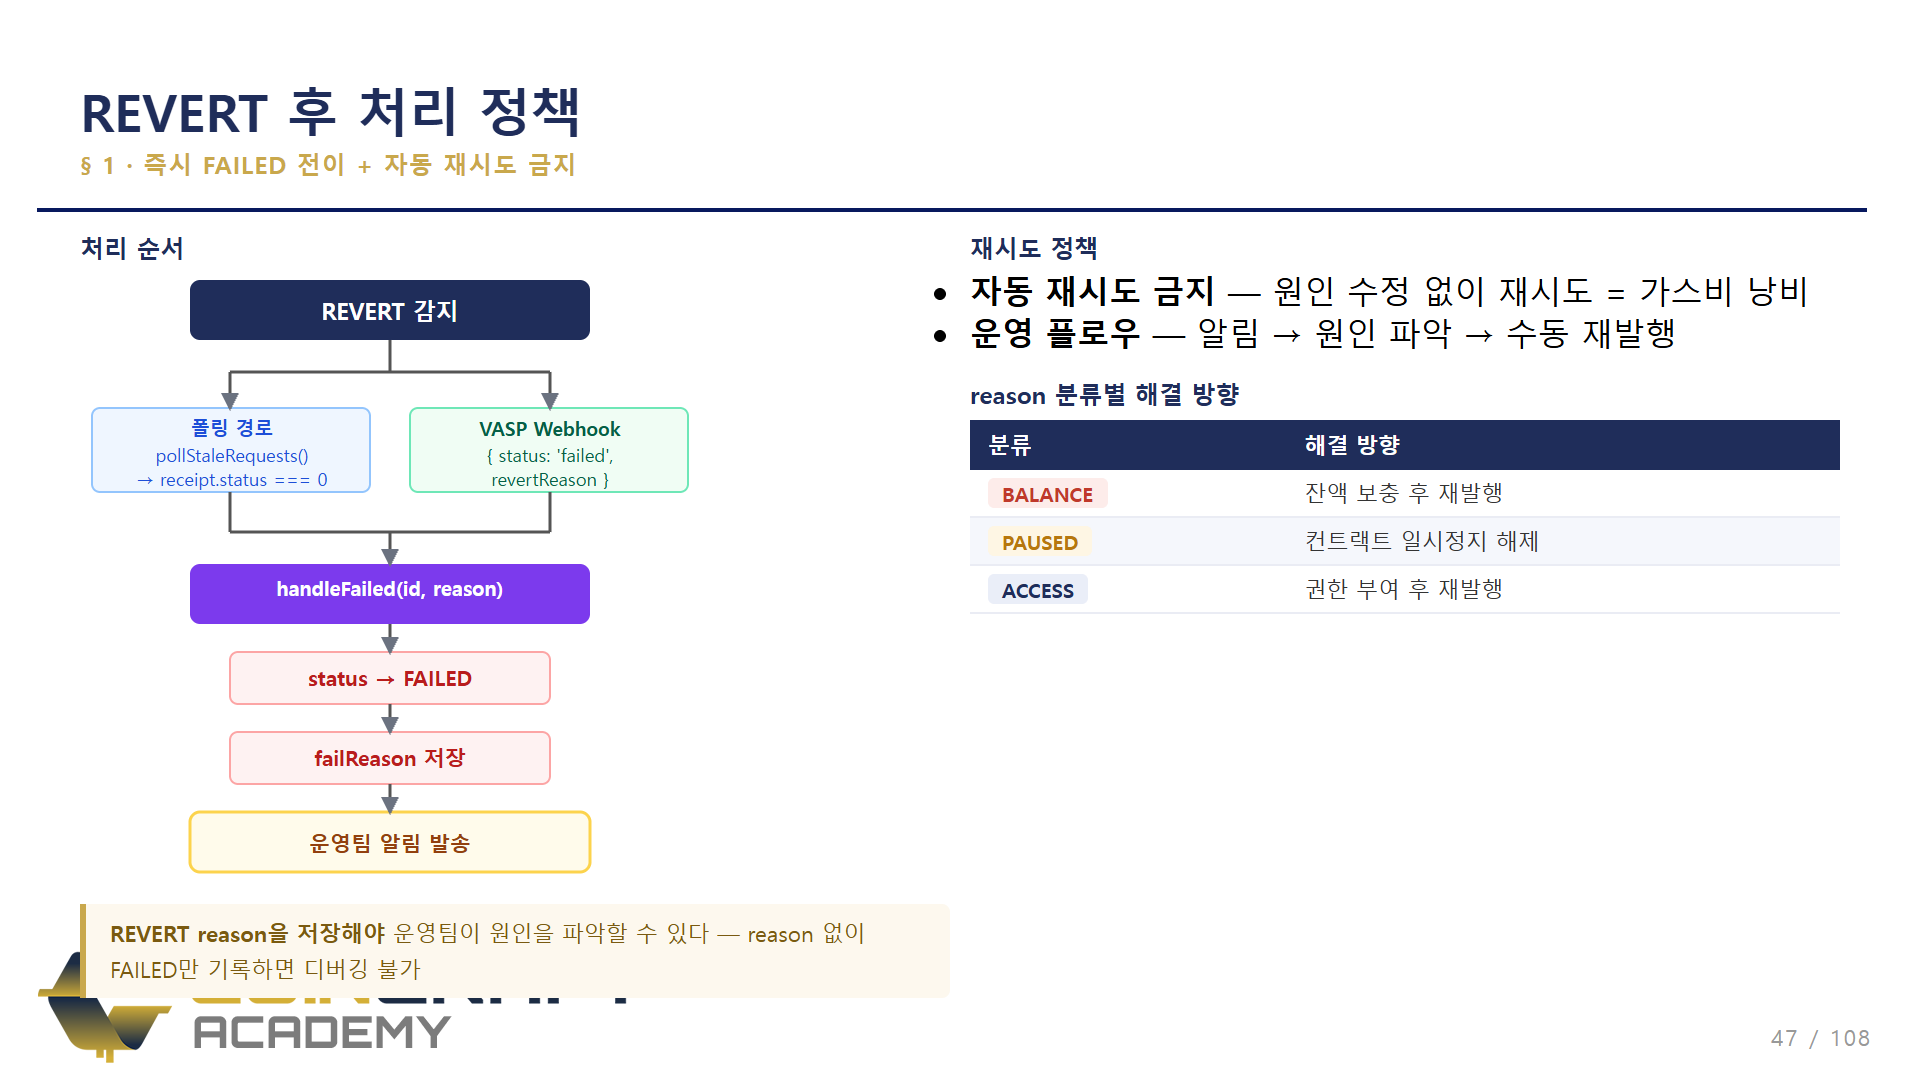 REVERT 후 처리 정책
§ 1 · 즉시 FAILED 전이 + 자동 재시도 금지
처리 순서
REVERT 감지
폴링 경로
pollStaleRequests()
→ receipt.status === 0
VASP Webhook
{ status: 'failed',
revertReason }
handleFailed(id, reason)
status → FAILED
failReason 저장
운영팀 알림 발송
REVERT reason을 저장해야 운영팀이 원인을 파악할 수 있다 — reason 없이
FAILED만 기록하면 디버깅 불가
재시도 정책
• 자동 재시도 금지 — 원인 수정 없이 재시도 = 가스비 낭비
• 운영 플로우 — 알림 → 원인 파악 → 수동 재발행
reason 분류별 해결 방향
분류 해결 방향
BALANCE 잔액 보충 후 재발행
PAUSED 컨트랙트 일시정지 해제
ACCESS 권한 부여 후 재발행
ACADEMY
47 / 108